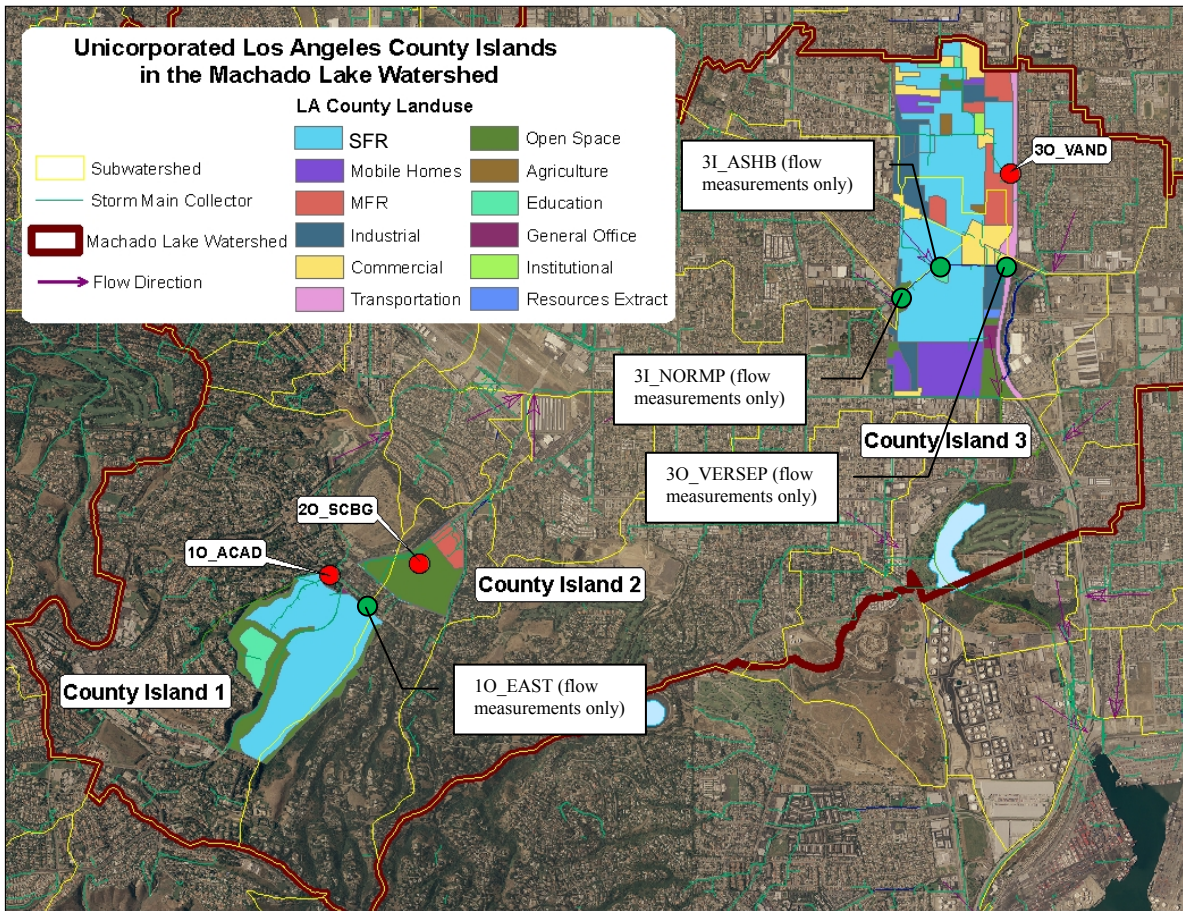 Unicorporated Los Angeles County Islands
in the Machado Lake Watershed
LA County Landuse
Subwatershed
Storm Main Collector
Machado Lake Watershed
Flow Direction
SFR
Mobile Homes
MFR
Industrial
Commercial
Transportation
Open Space
Agriculture
Education
General Office
Institutional
Resources Extract
3I_ASHB (flow
measurements only)
3O_VAND
3I_NORMP (flow
measurements only)
County Island 3
3O_VERSEP (flow
measurements only)
2O_SCBG
1O_ACAD
County Island 2
County Island 1
1O_EAST (flow
measurements only)